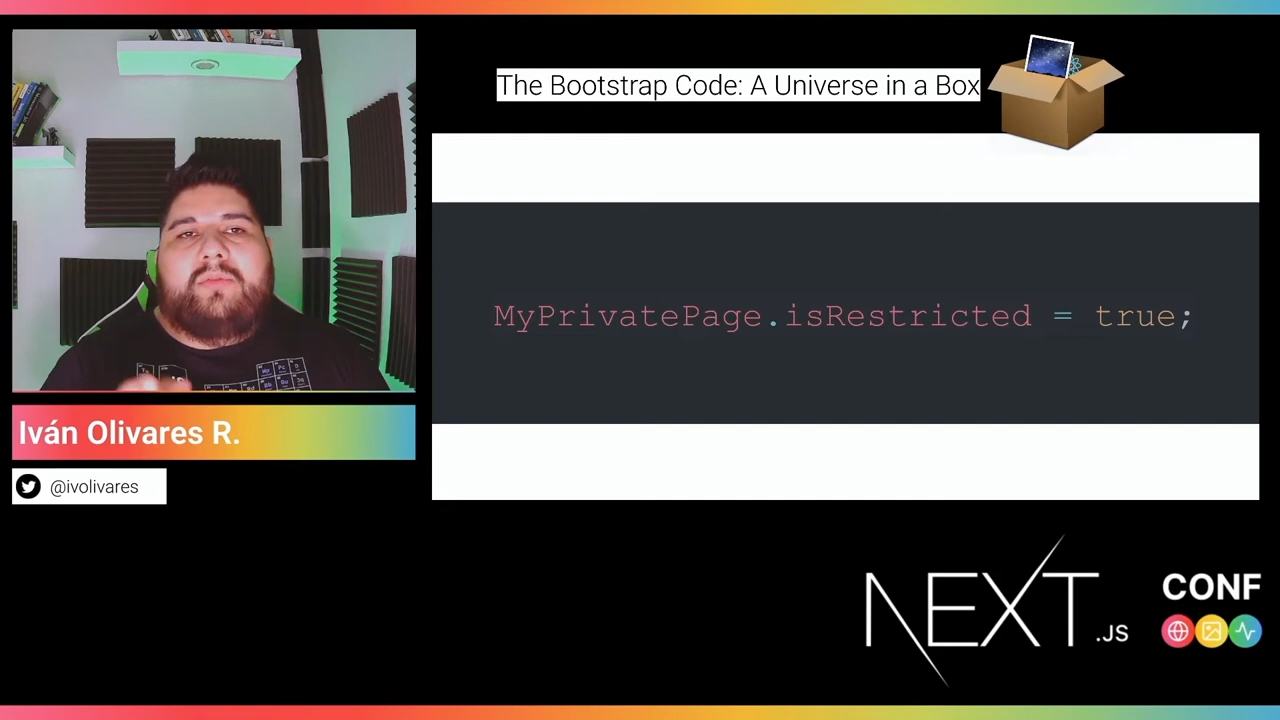 The Bootstrap Code: A Universe in a Box
MyPrivatePage.isRestricted = true;
Iván Olivares R.
@ivolivares
NEXT.JS
CONF